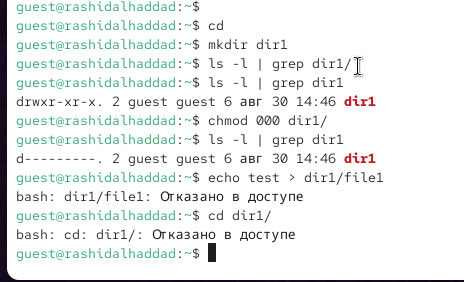 guest@rashidalhaddad:~$
guest@rashidalhaddad:~$ cd
guest@rashidalhaddad:~$ mkdir dir1
guest@rashidalhaddad:~$ ls -l | grep dir1/
guest@rashidalhaddad:~$ ls -l | grep dir1
drwxr-xr-x. 2 guest guest 6 авг 30 14:46 dir1
guest@rashidalhaddad:~$ chmod 000 dir1/
guest@rashidalhaddad:~$ ls -l | grep dir1
d---------. 2 guest guest 6 авг 30 14:46 dir1
guest@rashidalhaddad:~$ echo test > dir1/file1
bash: dir1/file1: Отказано в доступе
guest@rashidalhaddad:~$ cd dir1/
bash: cd: dir1/: Отказано в доступе
guest@rashidalhaddad:~$